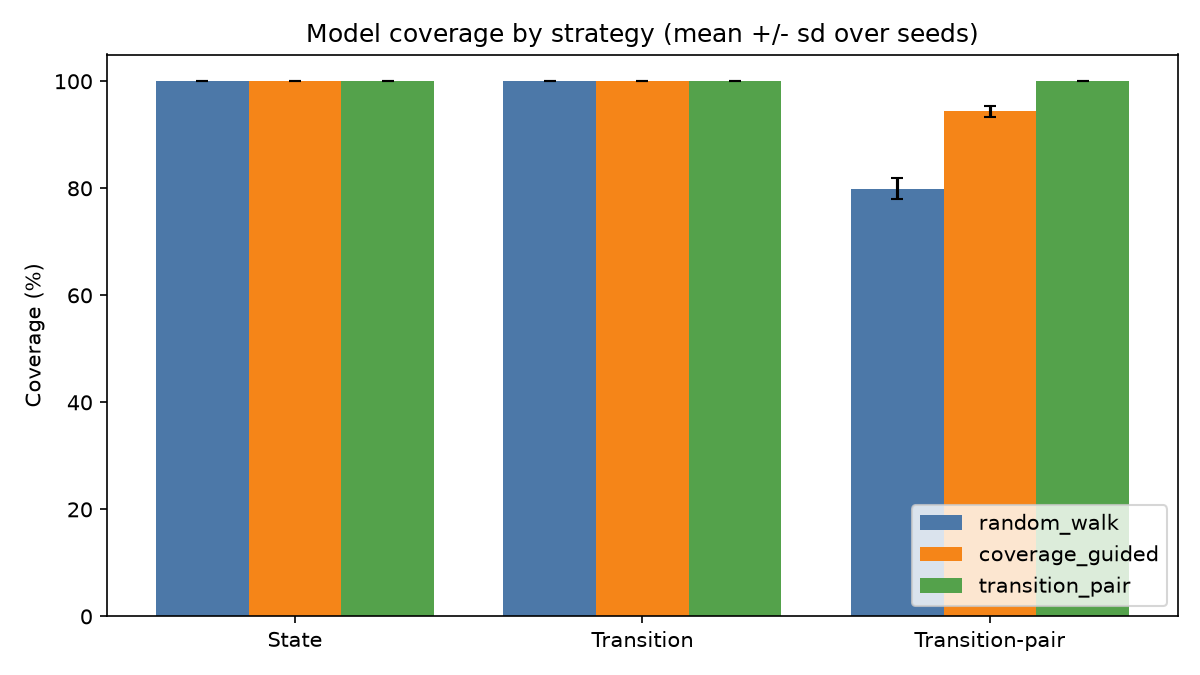 Model coverage by strategy (mean +/- sd over seeds)
Coverage (%)
100
80
60
40
20
0
State
Transition
Transition-pair
random_walk
coverage_guided
transition_pair